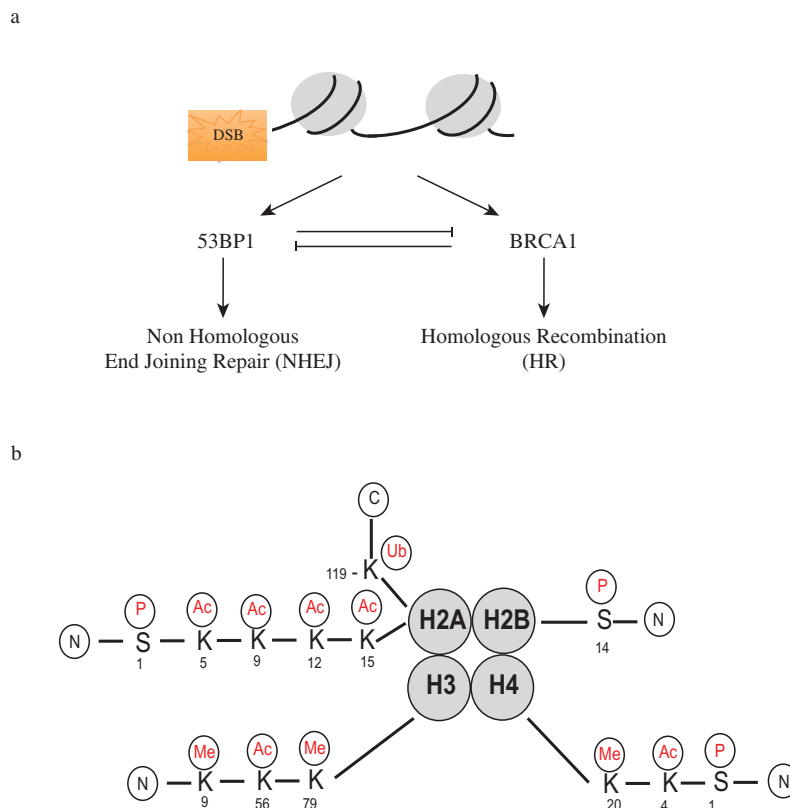 a
DSB
53BP1 BRCA1
Non Homologous
End Joining Repair (NHEJ)
Homologous Recombination
(HR)
b
C
Ub
119 - K
P Ac Ac Ac Ac
N S K K K K
1 5 9 12 15
H2A H2B
P
S N
14
H3 H4
Me Ac Me
N K K K
9 56 79
Me Ac P
K K S N
20 4 1